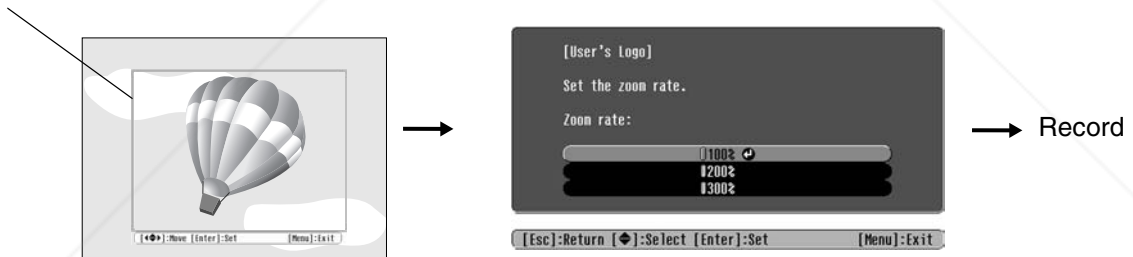 [User's Logo]
Set the zoom rate.
Zoom rate:
100%
200%
300%
Record
[◀◆▶]:Move [Enter]:Set [Menu]:Exit
[Esc]:Return [◆]:Select [Enter]:Set [Menu]:Exit